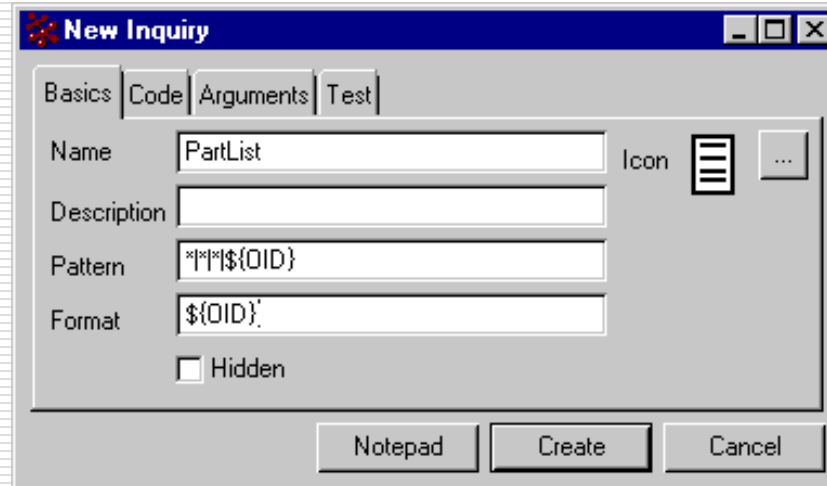 New Inquiry
Basics Code Arguments Test
Name PartList Icon ...
Description
Pattern *|*|*|${OID}
Format ${OID}
Hidden
Notepad Create Cancel